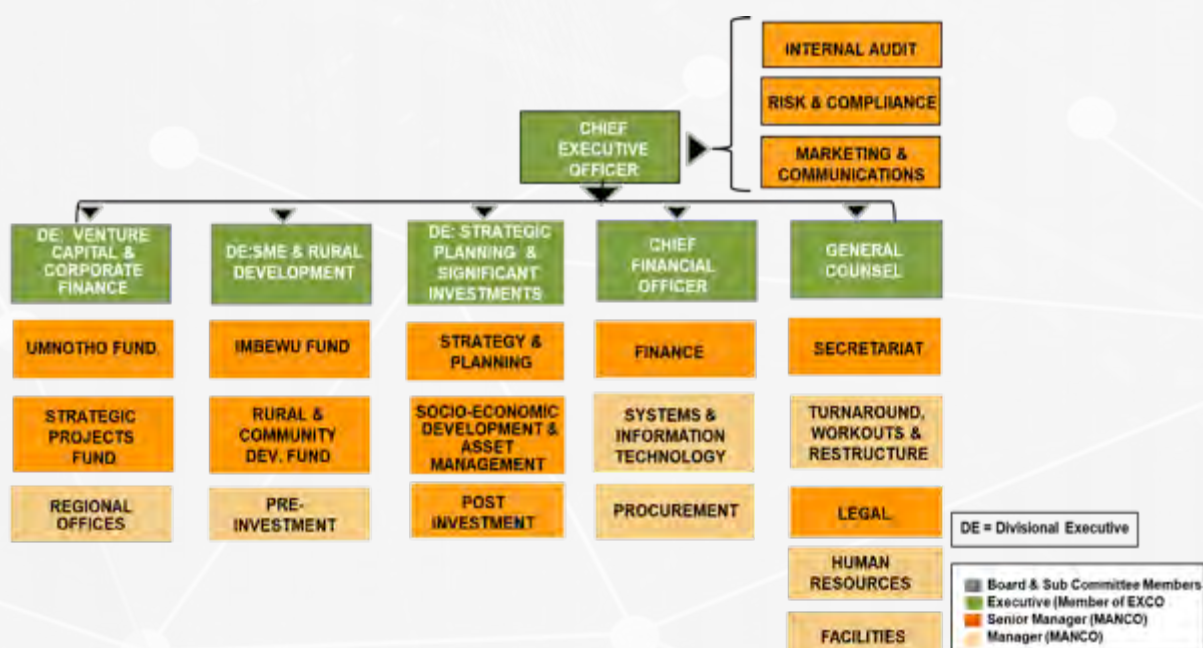 INTERNAL AUDIT
RISK & COMPLIIANCE
MARKETING &
COMMUNICATIONS
CHIEF
EXECUTIVE
OFFICER
DE: VENTURE
CAPITAL &
CORPORATE
FINANCE
DE:SME & RURAL
DEVELOPMENT
DE: STRATEGIC
PLANNING &
SIGNIFICANT
INVESTMENTS
CHIEF
FINANCIAL
OFFICER
GENERAL
COUNSEL
UMNOTHO FUND.
IMBEWU FUND
STRATEGY &
PLANNING
FINANCE
SECRETARIAT
STRATEGIC
PROJECTS
FUND
RURAL &
COMMUNITY
DEV. FUND
SOCIO-ECONOMIC
DEVELOPMENT &
ASSET
MANAGEMENT
SYSTEMS &
INFORMATION
TECHNOLOGY
TURNAROUND,
WORKOUTS &
RESTRUCTURE
REGIONAL
OFFICES
PRE-
INVESTMENT
POST
INVESTMENT
PROCUREMENT
LEGAL
HUMAN
RESOURCES
FACILITIES
DE = Divisional Executive
Board & Sub Committee Members
Executive (Member of EXCO
Senior Manager (MANCO)
Manager (MANCO)